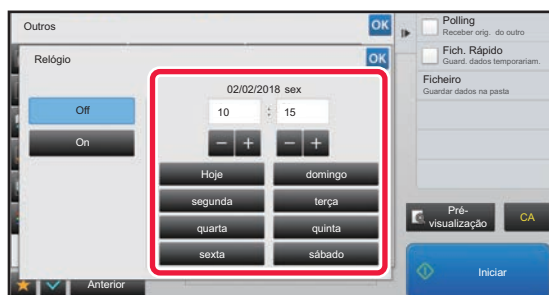 Outros
OK
Relógio
OK
Off
On
02/02/2018 sex
10 : 15
− + − +
Hoje domingo
segunda terça
quarta quinta
sexta sábado
Anterior
Polling
Receber orig. do outro
Fich. Rápido
Guard. dados temporariam.
Ficheiro
Guardar dados na pasta
Pré-
visualização
CA
Iniciar